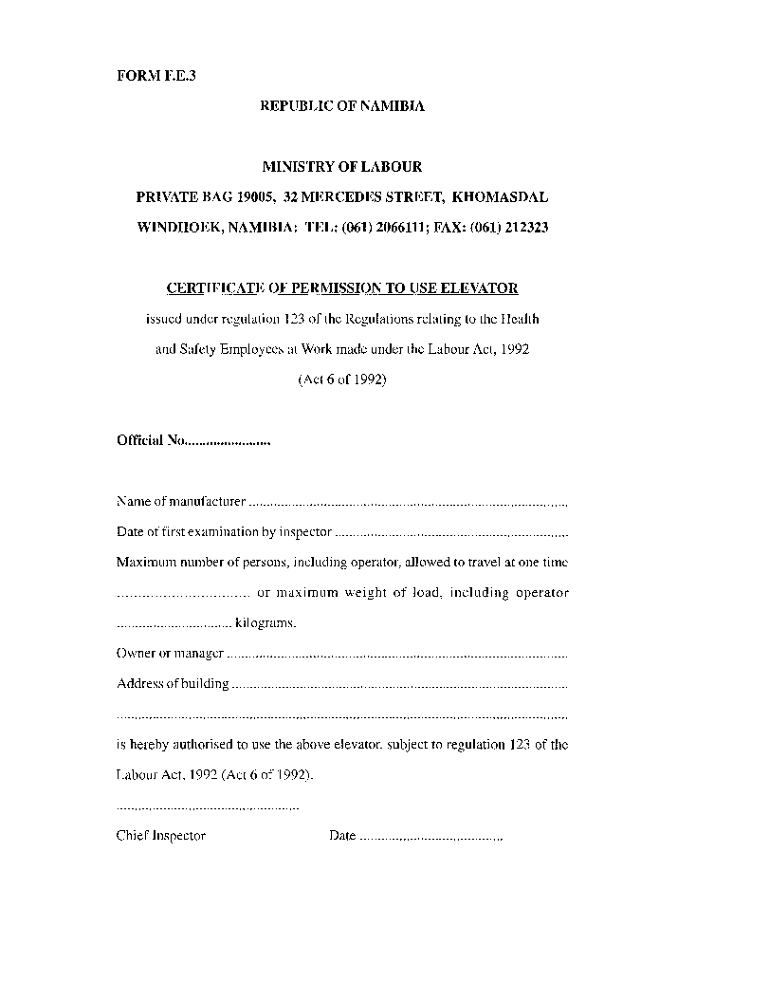 FORM F.E.3
REPUBLIC OF NAMIBIA
MINISTRY OF LABOUR
PRIVATE BAG 19005, 32 MERCEDES STREET, KHOMASDAL
WINDHOEK, NAMIBIA; TEL: (061) 2066111; FAX: (061) 212323
CERTIFICATE OF PERMISSION TO USE ELEVATOR
issued under regulation 123 of the Regulations relating to the Health
and Safety Employees at Work made under the Labour Act, 1992
(Act 6 of 1992)
Official No........................
Name of manufacturer ..........................................................................................
Date of first examination by inspector .................................................................
Maximum number of persons, including operator, allowed to travel at one time
................................ or maximum weight of load, including operator
................................ kilograms.
Owner or manager ................................................................................................
Address of building ..............................................................................................
...............................................................................................................................
is hereby authorised to use the above elevator, subject to regulation 123 of the
Labour Act, 1992 (Act 6 of 1992).
...................................................
Chief Inspector Date ........................................